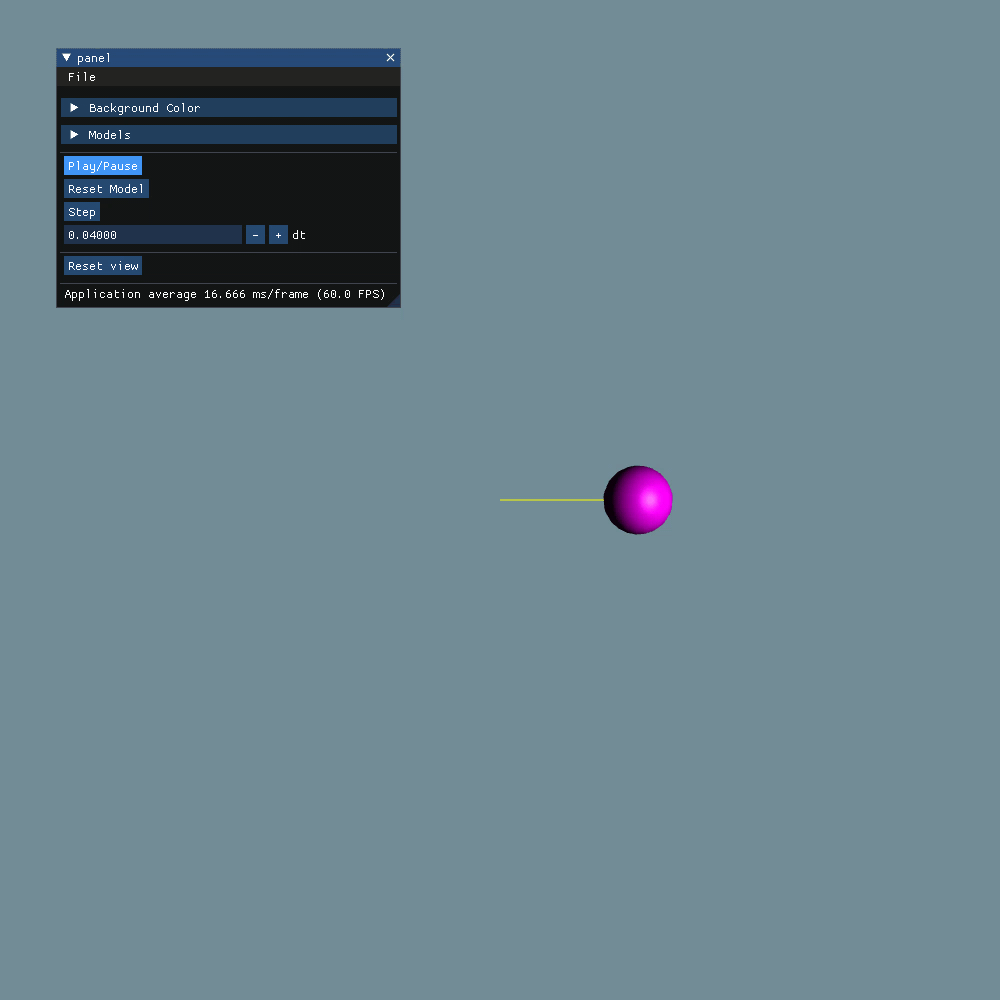 panel
File
Background Color
Models
Play/Pause
Reset Model
Step
0.04000 - + dt
Reset view
Application average 16.666 ms/frame (60.0 FPS)